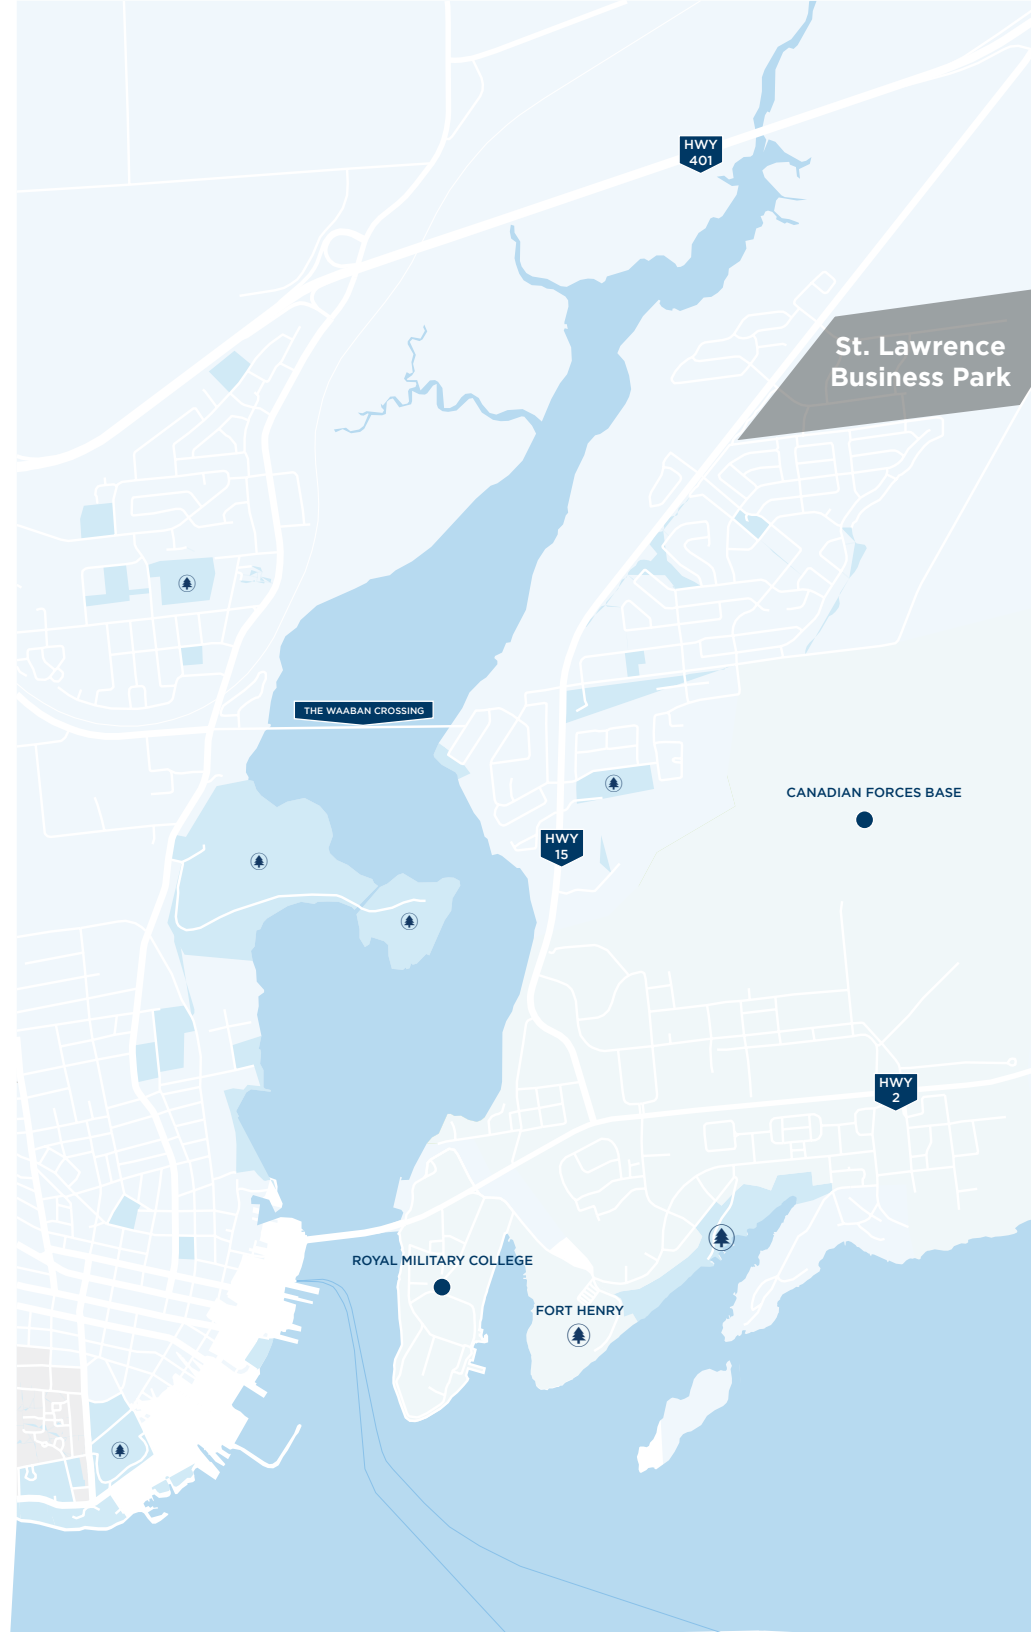 HWY
401
St. Lawrence
Business Park
THE WAABAN CROSSING
CANADIAN FORCES BASE
HWY
15
HWY
2
ROYAL MILITARY COLLEGE
FORT HENRY